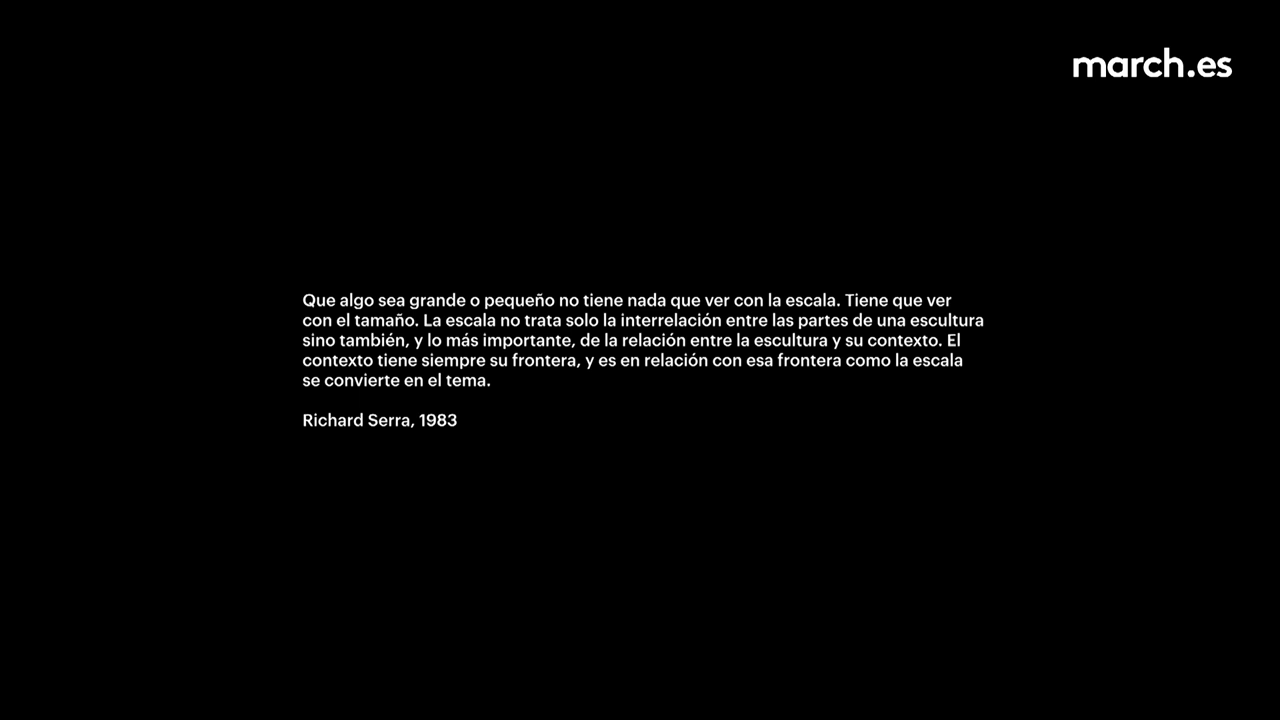 march.es
Que algo sea grande o pequeño no tiene nada que ver con la escala. Tiene que ver
con el tamaño. La escala no trata solo la interrelación entre las partes de una escultura
sino también, y lo más importante, de la relación entre la escultura y su contexto. El
contexto tiene siempre su frontera, y es en relación con esa frontera como la escala
se convierte en el tema.
Richard Serra, 1983